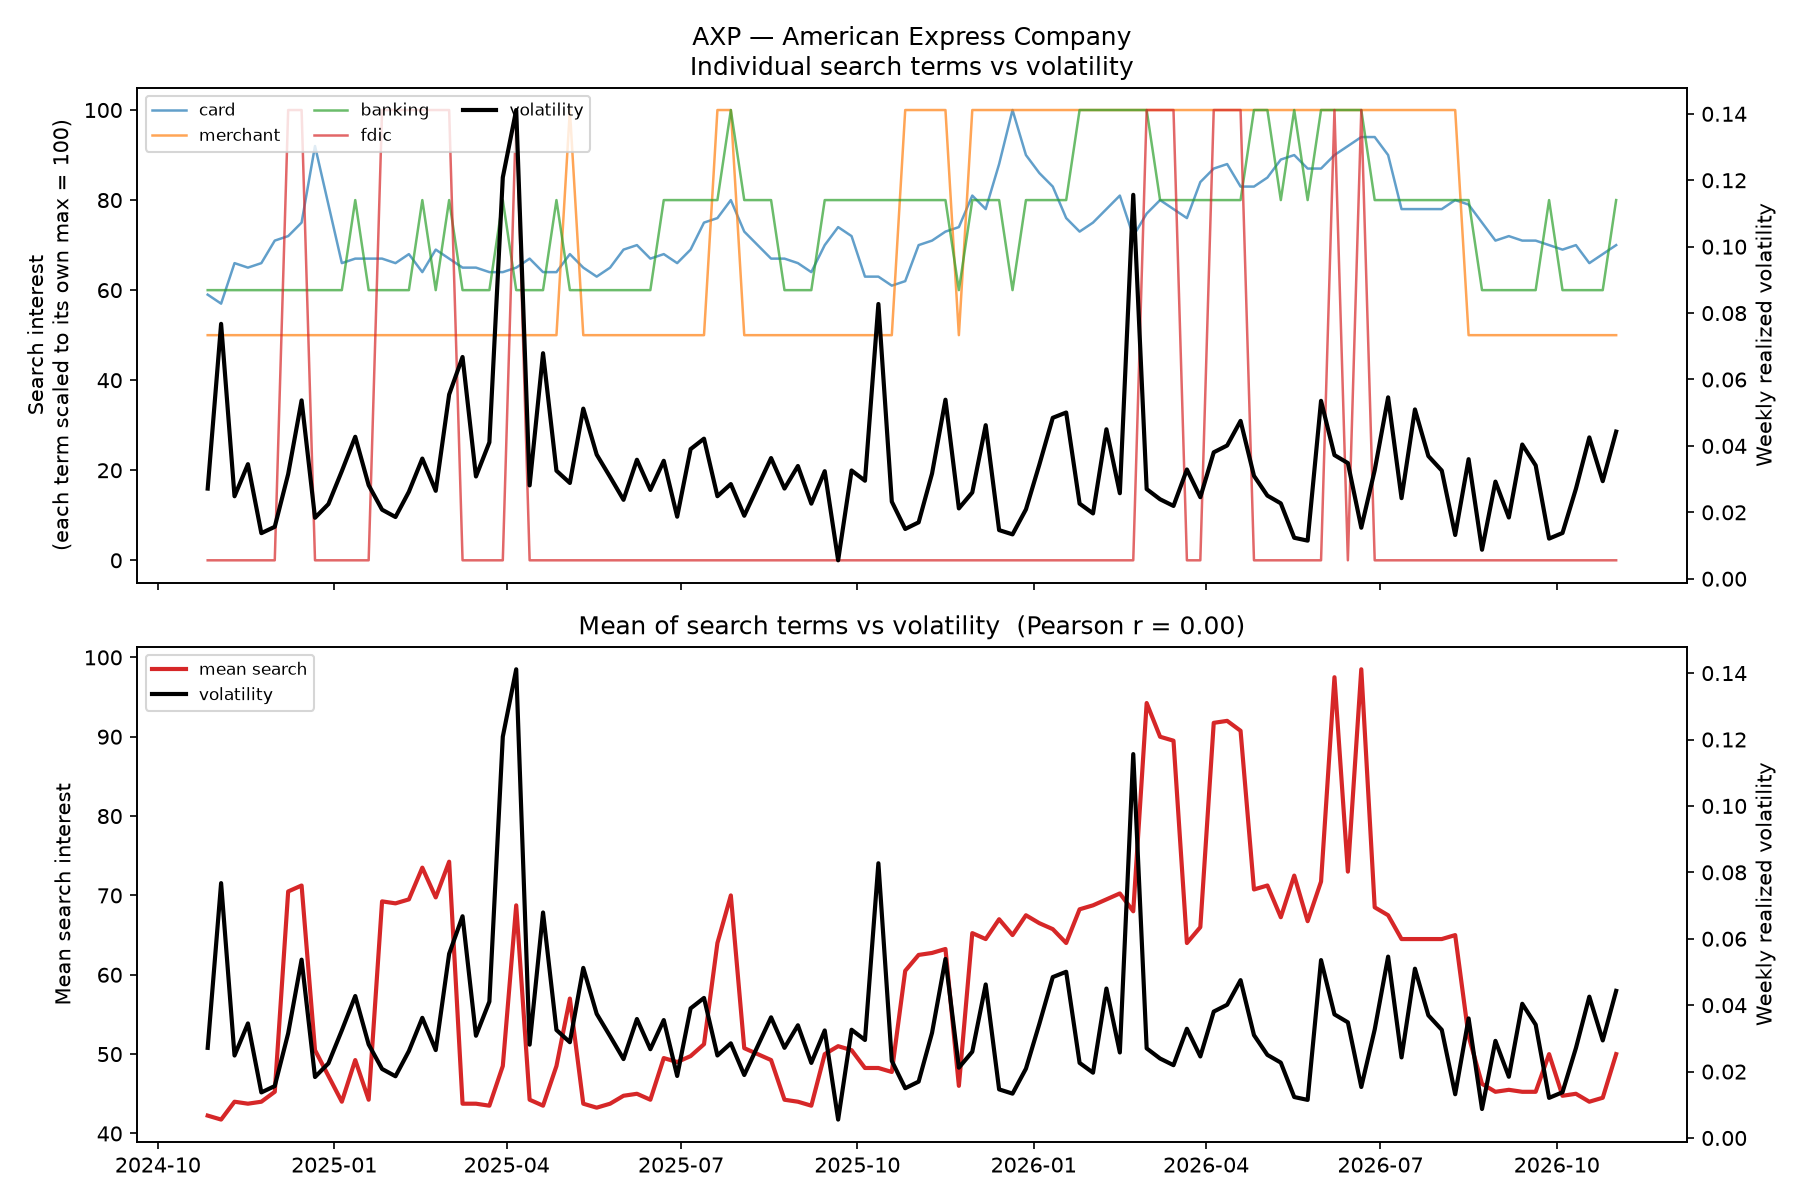 AXP — American Express Company
Individual search terms vs volatility
card
merchant
banking
fdic
volatility
Search interest
(each term scaled to its own max = 100)
100
80
60
40
20
0
Weekly realized volatility
0.14
0.12
0.10
0.08
0.06
0.04
0.02
0.00
Mean of search terms vs volatility (Pearson r = 0.00)
mean search
volatility
Mean search interest
100
90
80
70
60
50
40
Weekly realized volatility
0.14
0.12
0.10
0.08
0.06
0.04
0.02
0.00
2024-10 2025-01 2025-04 2025-07 2025-10 2026-01 2026-04 2026-07 2026-10